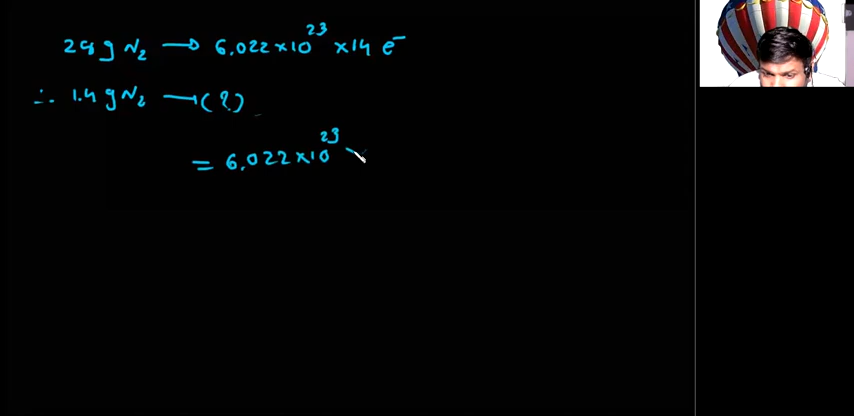 28 g N₂ → 6.022×10²³ ×14 e⁻
∴ 1.4 g N₂ → (?)
= 6.022×10²³ ×